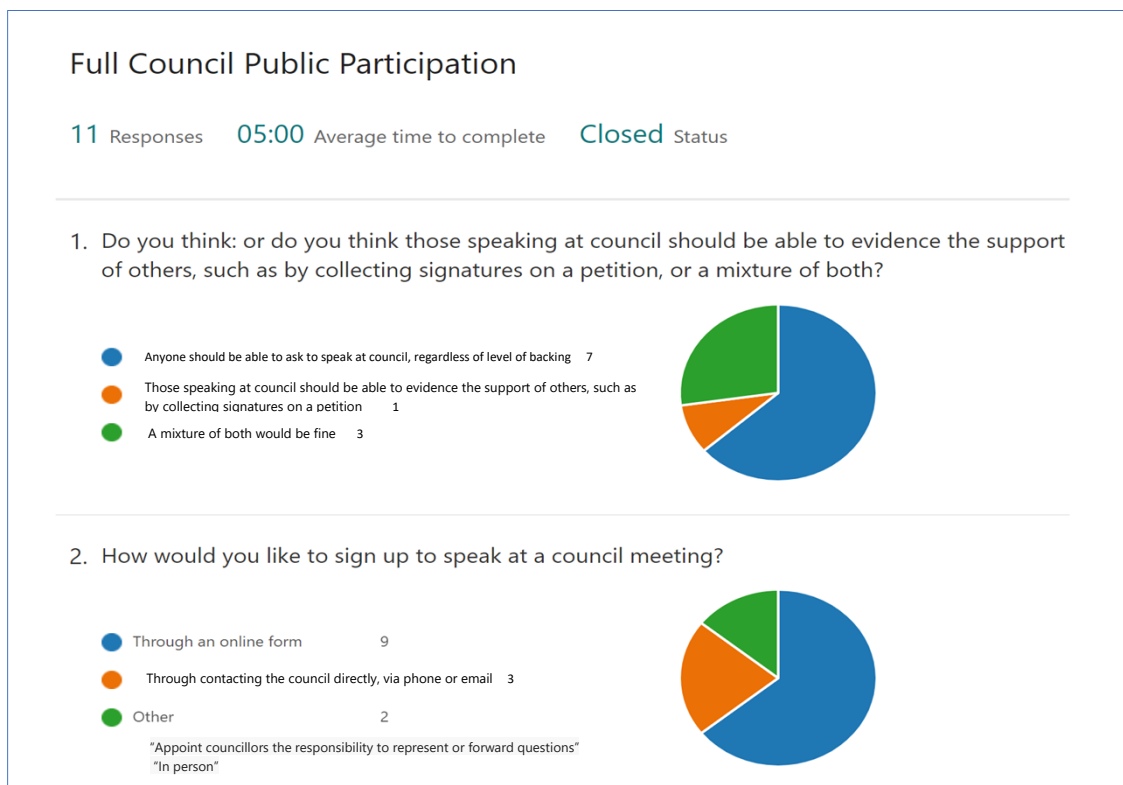 Full Council Public Participation
11 Responses 05:00 Average time to complete Closed Status
1. Do you think: or do you think those speaking at council should be able to evidence the support
of others, such as by collecting signatures on a petition, or a mixture of both?
Anyone should be able to ask to speak at council, regardless of level of backing 7
Those speaking at council should be able to evidence the support of others, such as
by collecting signatures on a petition 1
A mixture of both would be fine 3
2. How would you like to sign up to speak at a council meeting?
Through an online form 9
Through contacting the council directly, via phone or email 3
Other 2
“Appoint councillors the responsibility to represent or forward questions”
“In person”